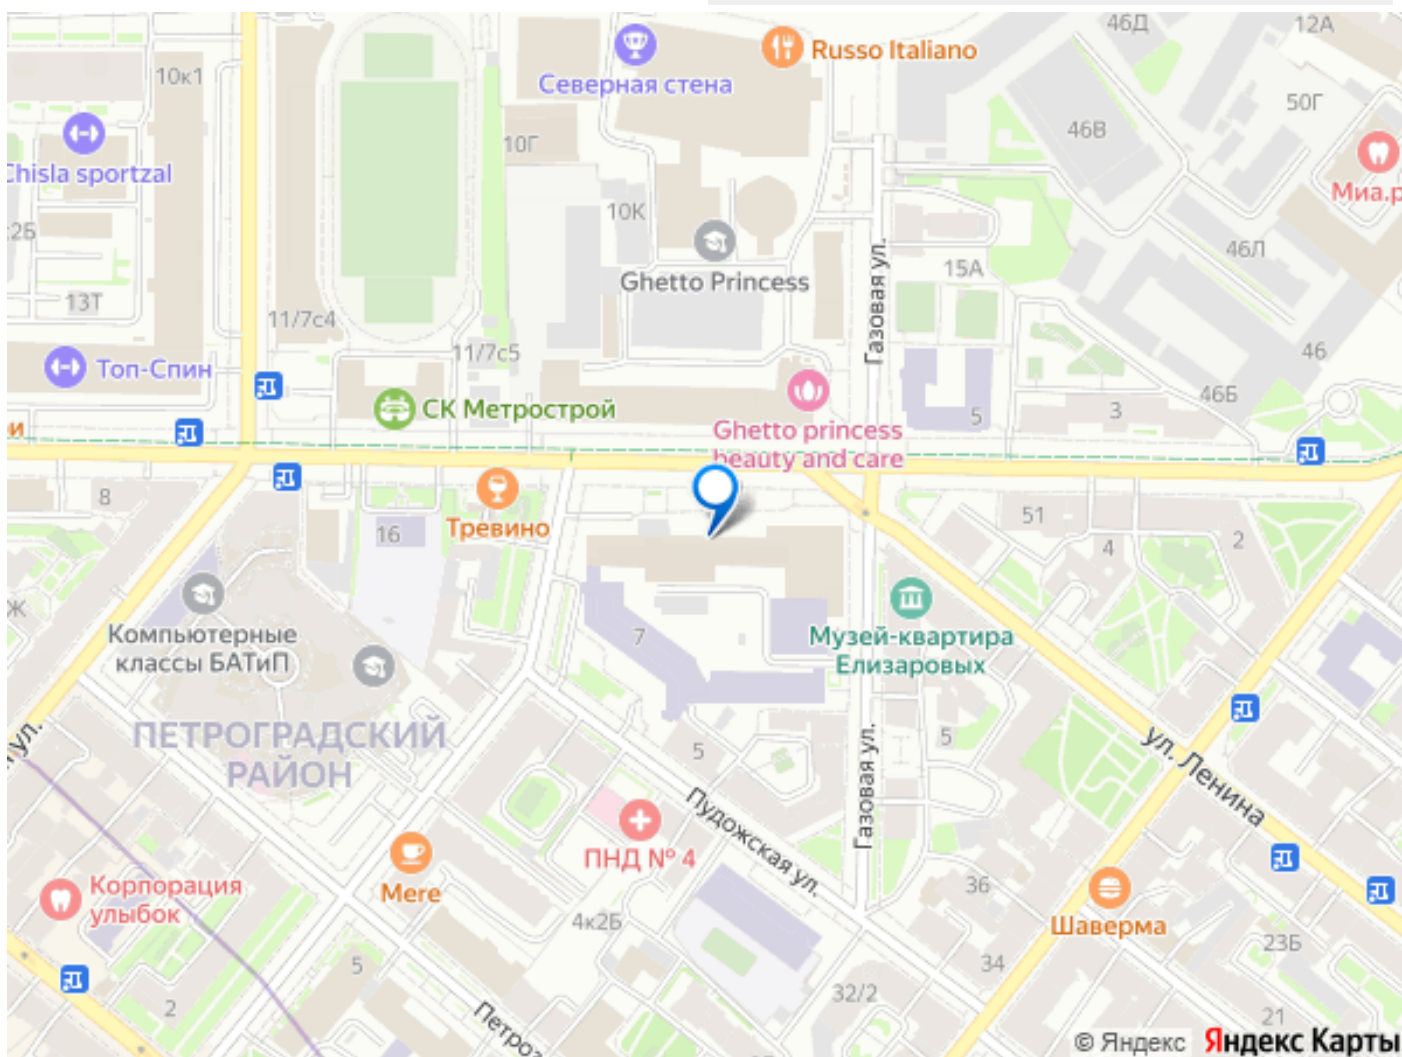 46Д
12А
Russo Italiano
Северная стена
10к1
50Г
46В
10Г
Chisla sportzal
Миа.р
10К
25
46Л
Газовая ул.
15А
Ghetto Princess
13Т
11/7с4
11/7с5
46
Топ-Спин
46Б
СК Метрострой
3
5
и
Ghetto princess
beauty and care
8
51
Тревино
16
4
2
Ж
Компьютерные
классы БАТиП
7
Музей-квартира
Елизаровых
ПЕТРОГРАДСКИЙ
РАЙОН
ул.
5
5
ул. Ленина
Газовая ул.
Пудожская ул.
ПНД № 4
Mere
Корпорация
улыбок
36
Шаверма
4к2Б
23Б
5
34
32/2
2
21
Петроз
© Яндекс Яндекс Карты